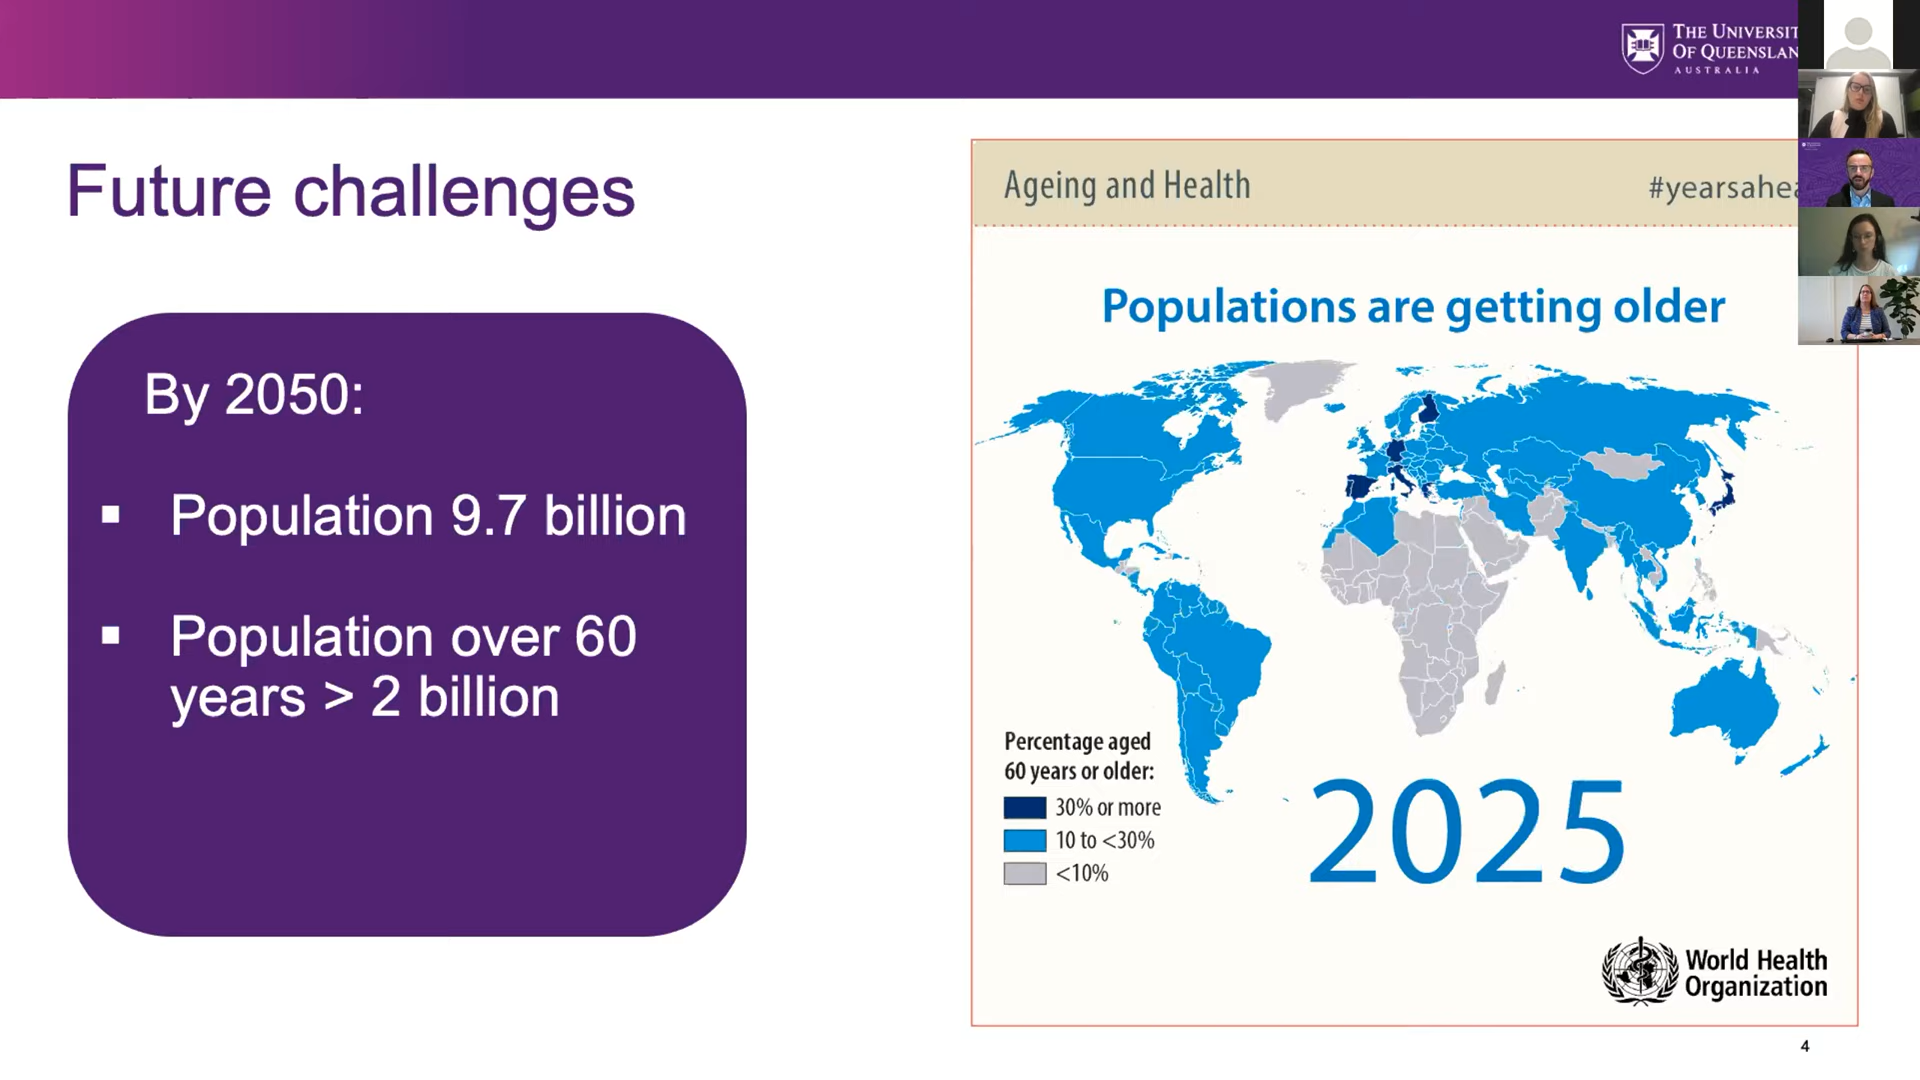 THE UNIVERSIT
OF QUEENSLAN
AUSTRALIA
Future challenges
By 2050:
▪ Population 9.7 billion
▪ Population over 60
years > 2 billion
Ageing and Health
#yearsahea
Populations are getting older
Percentage aged
60 years or older:
30% or more
10 to <30%
<10%
2025
World Health
Organization
4